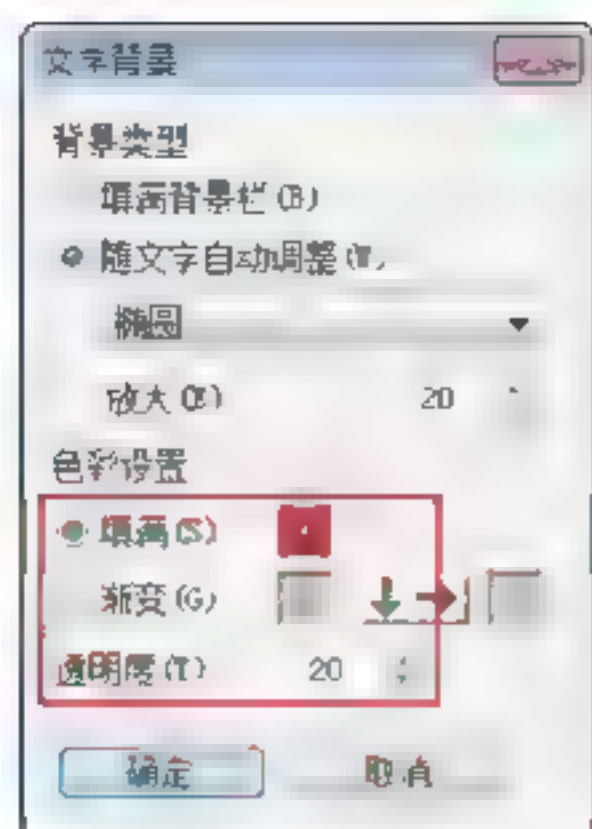 文字背景
背景类型
填满背景栏(B)
随文字自动调整(F)
椭圆
放大(E) 20
色彩设置
填满(S)
渐变(G)
透明度(T) 20
确定 取消